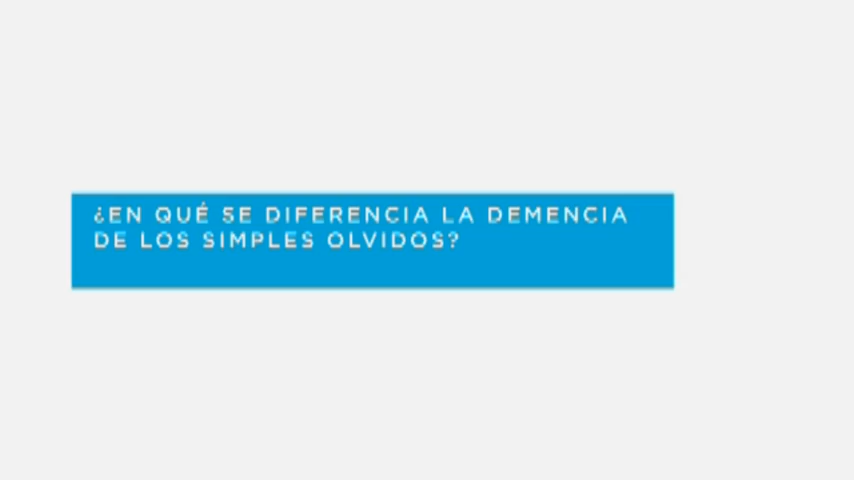 ¿EN QUÉ SE DIFERENCIA LA DEMENCIA
DE LOS SIMPLES OLVIDOS?